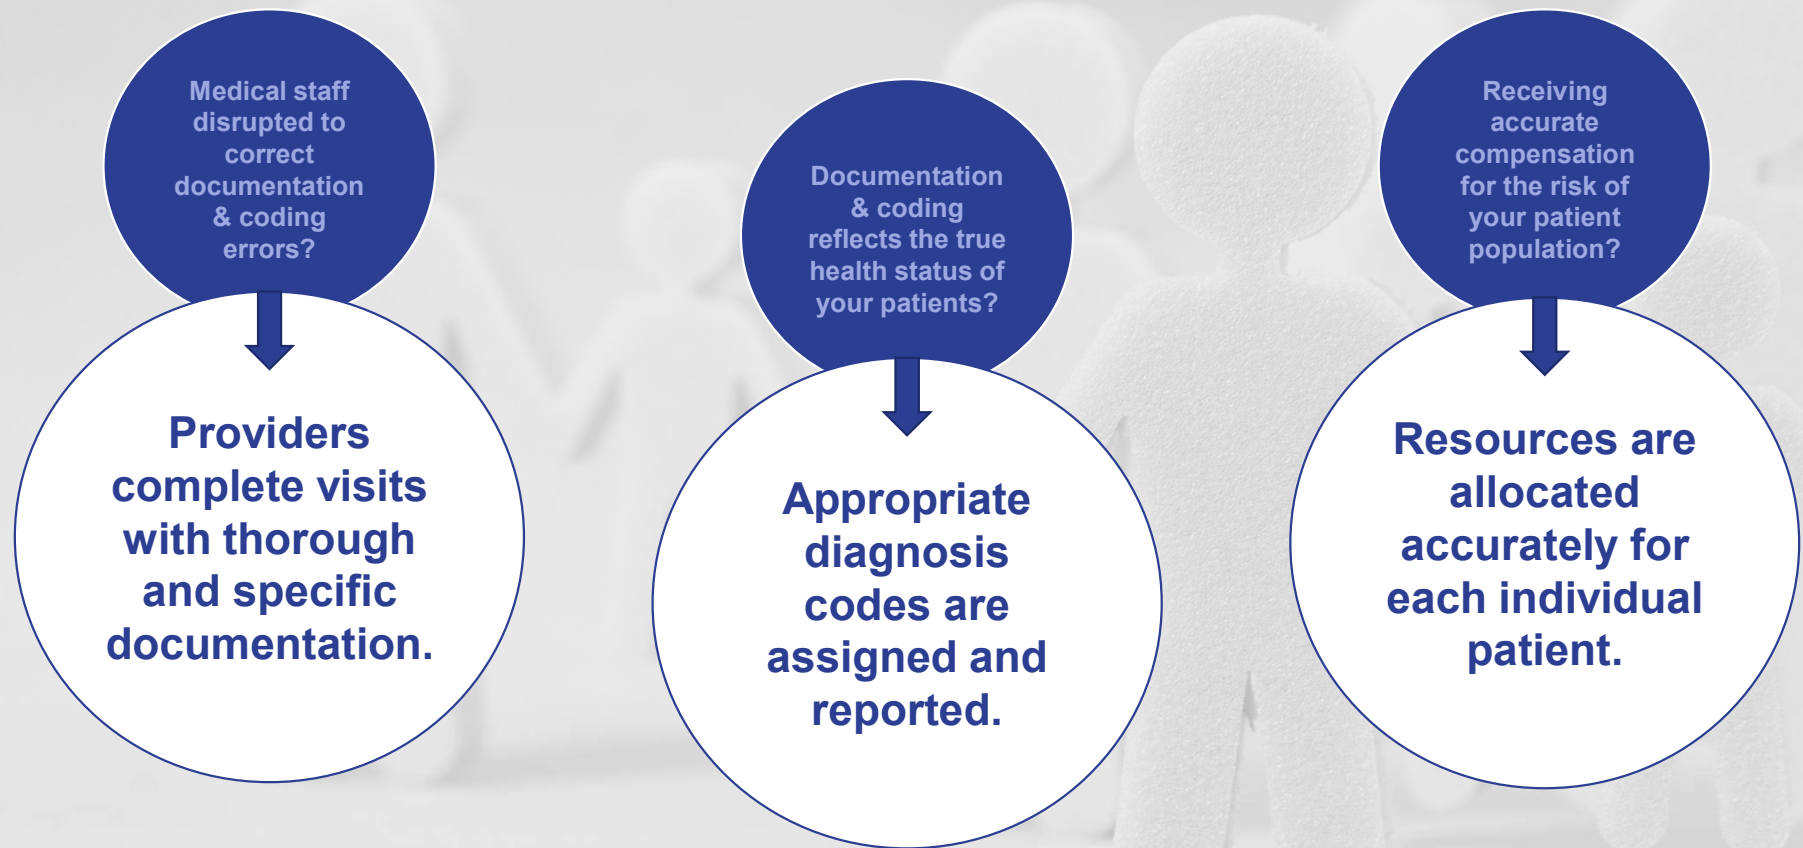 Medical staff
disrupted to
correct
documentation
& coding
errors?
Providers
complete visits
with thorough
and specific
documentation.
Documentation
& coding
reflects the true
health status of
your patients?
Appropriate
diagnosis
codes are
assigned and
reported.
Receiving
accurate
compensation
for the risk of
your patient
population?
Resources are
allocated
accurately for
each individual
patient.